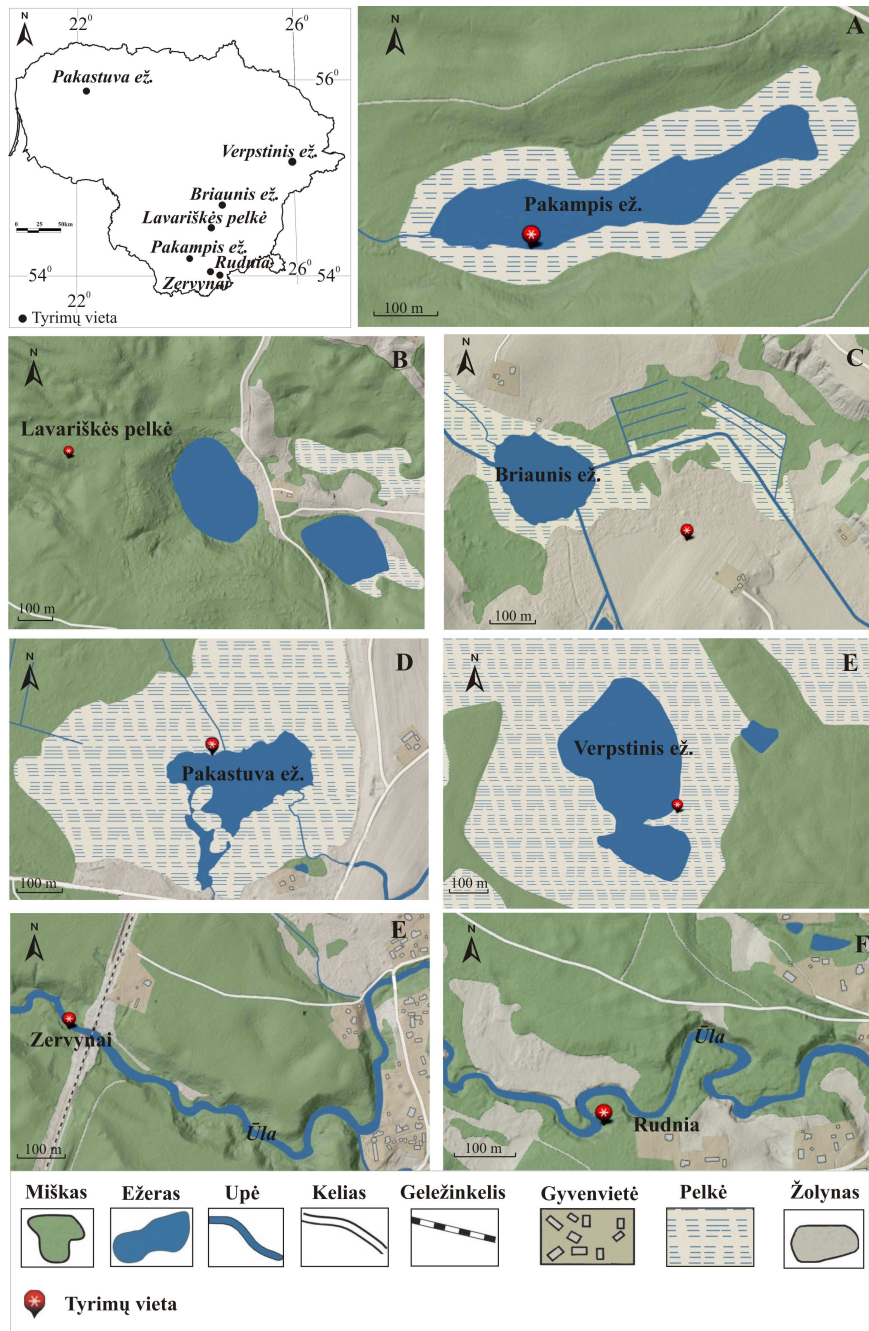 N
22⁰
26⁰
56⁰
Pakastuva ež.
Verpstinis ež.
Briaunis ež.
Lavariškės pelkė
0 25 50km
Pakampis ež.
Rudnia
54⁰
26⁰
54⁰
Zervynai
22⁰
Tyrimų vieta
N
A
Pakampis ež.
100 m
N
B
Lavariškės pelkė
100 m
N
C
Briaunis ež.
100 m
N
D
Pakastuva ež.
100 m
N
E
Verpstinis ež.
100 m
N
E
Zervynai
Ūla
100 m
N
F
Ūla
Rudnia
100 m
Miškas Ežeras Upė Kelias Geležinkelis Gyvenvietė Pelkė Žolynas
Tyrimų vieta